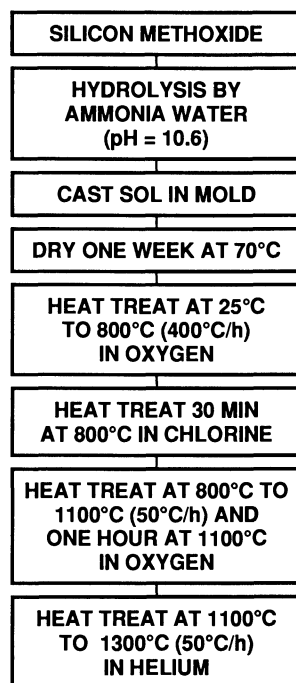 SILICON METHOXIDE
HYDROLYSIS BY
AMMONIA WATER
(pH = 10.6)
CAST SOL IN MOLD
DRY ONE WEEK AT 70°C
HEAT TREAT AT 25°C
TO 800°C (400°C/h)
IN OXYGEN
HEAT TREAT 30 MIN
AT 800°C IN CHLORINE
HEAT TREAT AT 800°C TO
1100°C (50°C/h) AND
ONE HOUR AT 1100°C
IN OXYGEN
HEAT TREAT AT 1100°C
TO 1300°C (50°C/h)
IN HELIUM